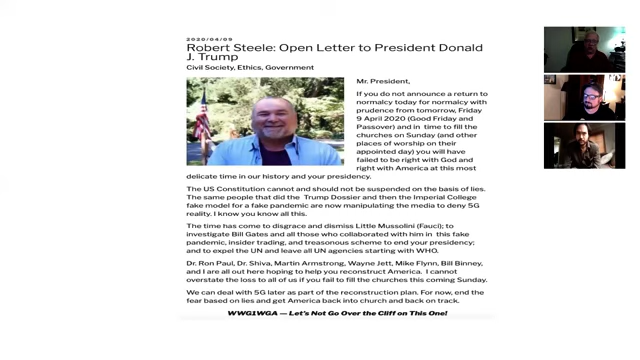 2020/04/09
Robert Steele: Open Letter to President Donald
J. Trump
Civil Society, Ethics, Government
Mr. President,
If you do not announce a return to
normalcy today for normalcy with
prudence from tomorrow, Friday
9 April 2020 (Good Friday and
Passover) and in time to fill the
churches on Sunday (and other
places of worship on their
appointed day) you will have
failed to be right with God and
right with America at this most
delicate time in our history and your presidency.
The US Constitution cannot and should not be suspended on the basis of lies.
The same people that did the Trump Dossier and then the Imperial College
fake model for a fake pandemic are now manipulating the media to deny 5G
reality. I know you know all this.
The time has come to disgrace and dismiss Little Mussolini (Fauci); to
investigate Bill Gates and all those who collaborated with him in this fake
pandemic, insider trading, and treasonous scheme to end your presidency;
and to expel the UN and leave all UN agencies starting with WHO.
Dr. Ron Paul, Dr. Shiva, Martin Armstrong, Wayne Jett, Mike Flynn, Bill Binney,
and I are all out here hoping to help you reconstruct America. I cannot
overstate the loss to all of us if you fail to fill the churches this coming Sunday.
We can deal with 5G later as part of the reconstruction plan. For now, end the
fear based on lies and get America back into church and back on track.
WWG1WGA — Let's Not Go Over the Cliff on This One!